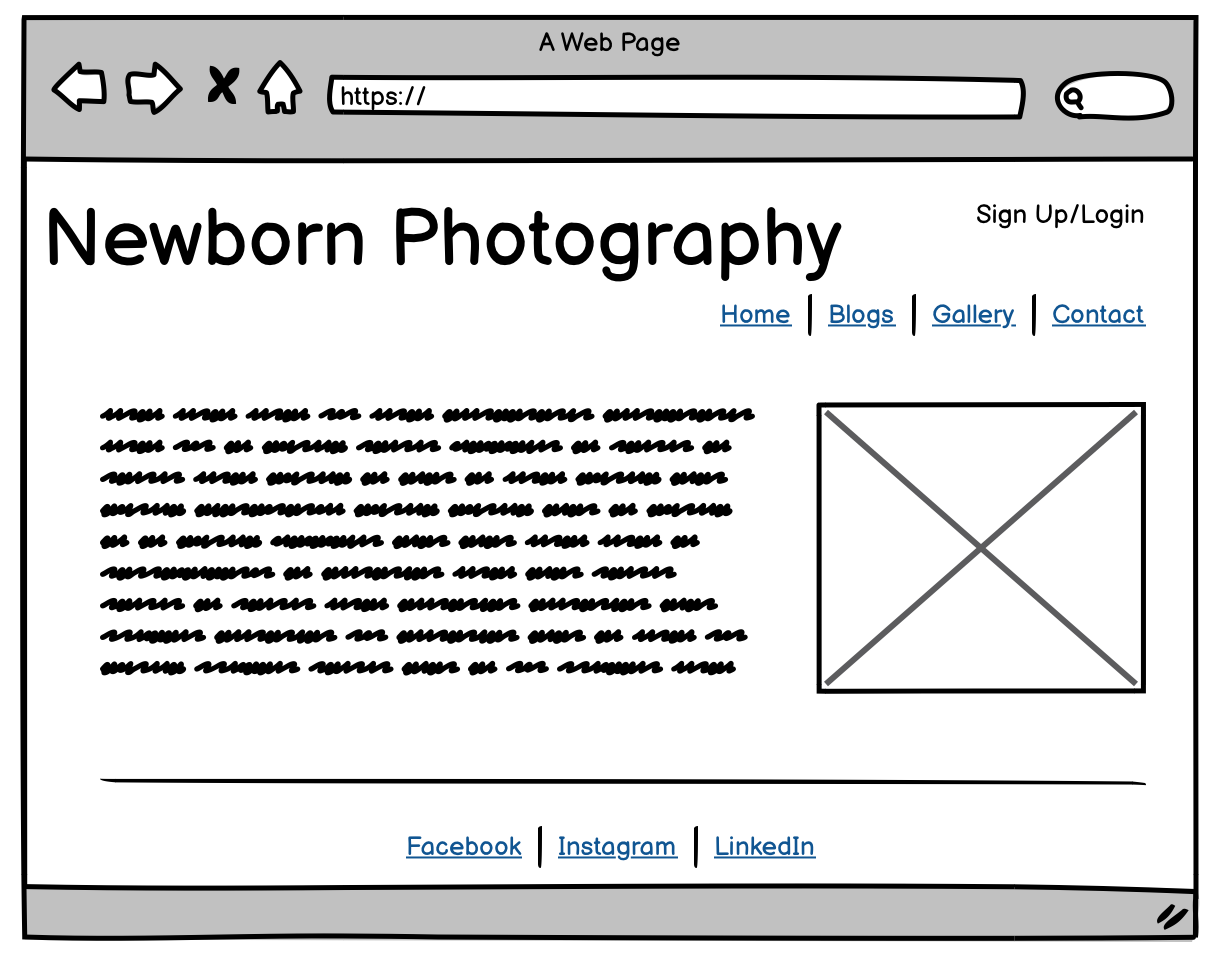 A Web Page
https://
Newborn Photography
Sign Up/Login
Home | Blogs | Gallery | Contact
Facebook | Instagram | LinkedIn